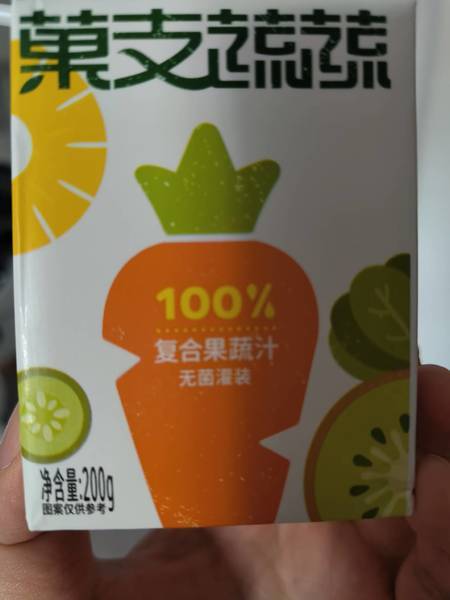 菓支蔬蔬
100%
复合果蔬汁
无菌灌装
净含量:200g
图案仅供参考